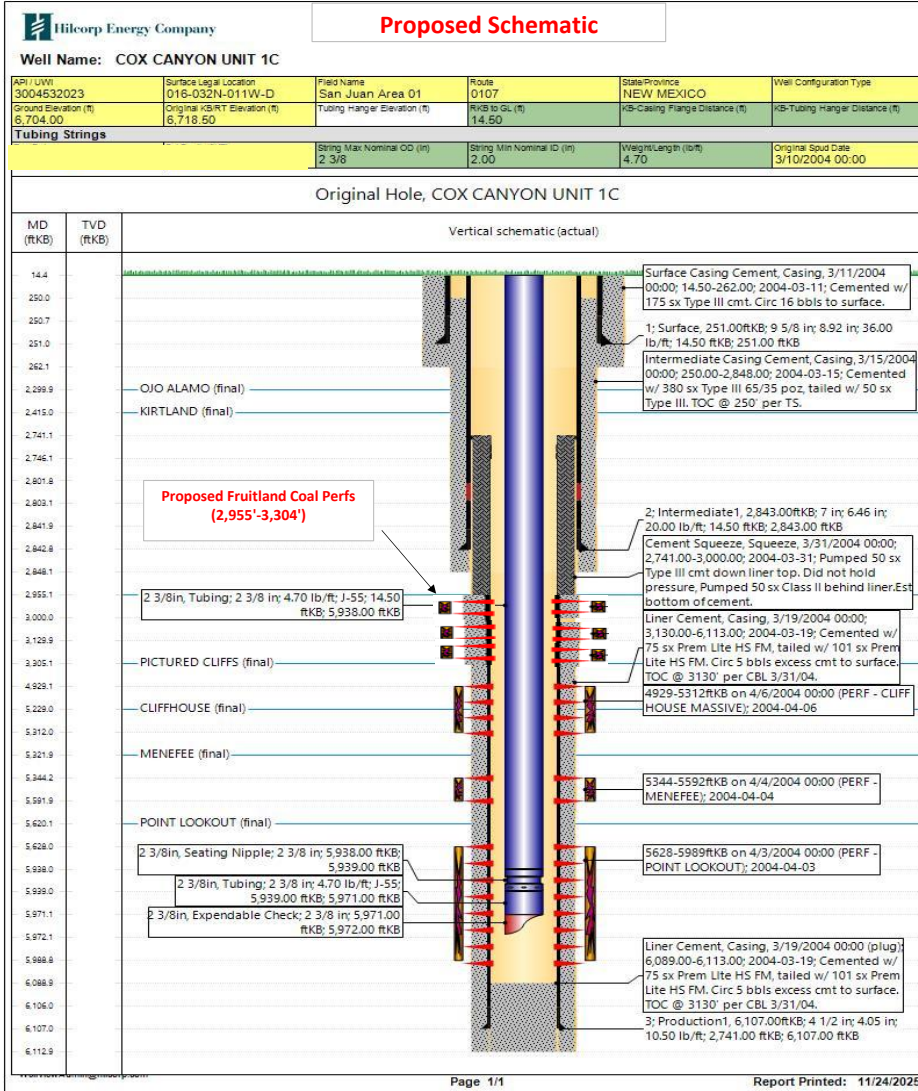 Hilcorp Energy Company
Proposed Schematic
Well Name: COX CANYON UNIT 1C
API / UWI
3004532023
Surface Legal Location
016-032N-011W-D
Field Name
San Juan Area 01
Route
0107
State/Province
NEW MEXICO
Well Configuration Type
Ground Elevation (ft)
6,704.00
Original KB/RT Elevation (ft)
6,718.50
Tubing Hanger Elevation (ft)
RKB to GL (ft)
14.50
KB-Casing Flange Distance (ft)
KB-Tubing Hanger Distance (ft)
Tubing Strings
String Max Nominal OD (in)
2 3/8
String Min Nominal ID (in)
2.00
Weight/Length (lb/ft)
4.70
Original Spud Date
3/10/2004 00:00
Original Hole, COX CANYON UNIT 1C
MD
(ftKB)
TVD
(ftKB)
Vertical schematic (actual)
14.4
250.0
250.7
251.0
262.1
2,299.9
2,415.0
2,741.1
2,746.1
2,801.8
2,803.1
2,841.9
2,842.8
2,848.1
2,955.1
3,000.0
3,129.9
3,305.1
4,929.1
5,229.0
5,312.0
5,321.9
5,344.2
5,591.9
5,620.1
5,628.0
5,938.0
5,939.0
5,971.1
5,972.1
5,988.8
6,088.9
6,106.0
6,107.0
6,112.9
OJO ALAMO (final)
KIRTLAND (final)
Proposed Fruitland Coal Perfs
(2,955'-3,304')
2 3/8in, Tubing; 2 3/8 in; 4.70 lb/ft; J-55; 14.50
ftKB; 5,938.00 ftKB
PICTURED CLIFFS (final)
CLIFFHOUSE (final)
MENEFEE (final)
POINT LOOKOUT (final)
2 3/8in, Seating Nipple; 2 3/8 in; 5,938.00 ftKB;
5,939.00 ftKB
2 3/8in, Tubing; 2 3/8 in; 4.70 lb/ft; J-55;
5,939.00 ftKB; 5,971.00 ftKB
2 3/8in, Expendable Check; 2 3/8 in; 5,971.00
ftKB; 5,972.00 ftKB
Surface Casing Cement, Casing, 3/11/2004
00:00; 14.50-262.00; 2004-03-11; Cemented w/
175 sx Type III cmt. Circ 16 bbls to surface.
1; Surface, 251.00ftKB; 9 5/8 in; 8.92 in; 36.00
lb/ft; 14.50 ftKB; 251.00 ftKB
Intermediate Casing Cement, Casing, 3/15/2004
00:00; 250.00-2,848.00; 2004-03-15; Cemented
w/ 380 sx Type III 65/35 poz, tailed w/ 50 sx
Type III. TOC @ 250' per TS.
2; Intermediate1, 2,843.00ftKB; 7 in; 6.46 in;
20.00 lb/ft; 14.50 ftKB; 2,843.00 ftKB
Cement Squeeze, Squeeze, 3/31/2004 00:00;
2,741.00-3,000.00; 2004-03-31; Pumped 50 sx
Type III cmt down liner top. Did not hold
pressure, Pumped 50 sx Class II behind liner.Est
bottom of cement.
Liner Cement, Casing, 3/19/2004 00:00;
3,130.00-6,113.00; 2004-03-19; Cemented w/
75 sx Prem Lite HS FM, tailed w/ 101 sx Prem
Lite HS FM. Circ 5 bbls excess cmt to surface.
TOC @ 3130' per CBL 3/31/04.
4929-5312ftKB on 4/6/2004 00:00 (PERF - CLIFF
HOUSE MASSIVE); 2004-04-06
5344-5592ftKB on 4/4/2004 00:00 (PERF -
MENEFEE); 2004-04-04
5628-5989ftKB on 4/3/2004 00:00 (PERF -
POINT LOOKOUT); 2004-04-03
Liner Cement, Casing, 3/19/2004 00:00 (plug);
6,089.00-6,113.00; 2004-03-19; Cemented w/
75 sx Prem Lite HS FM, tailed w/ 101 sx Prem
Lite HS FM. Circ 5 bbls excess cmt to surface.
TOC @ 3130' per CBL 3/31/04.
3; Production1, 6,107.00ftKB; 4 1/2 in; 4.05 in;
10.50 lb/ft; 2,741.00 ftKB; 6,107.00 ftKB
Page 1/1
Report Printed: 11/24/2025